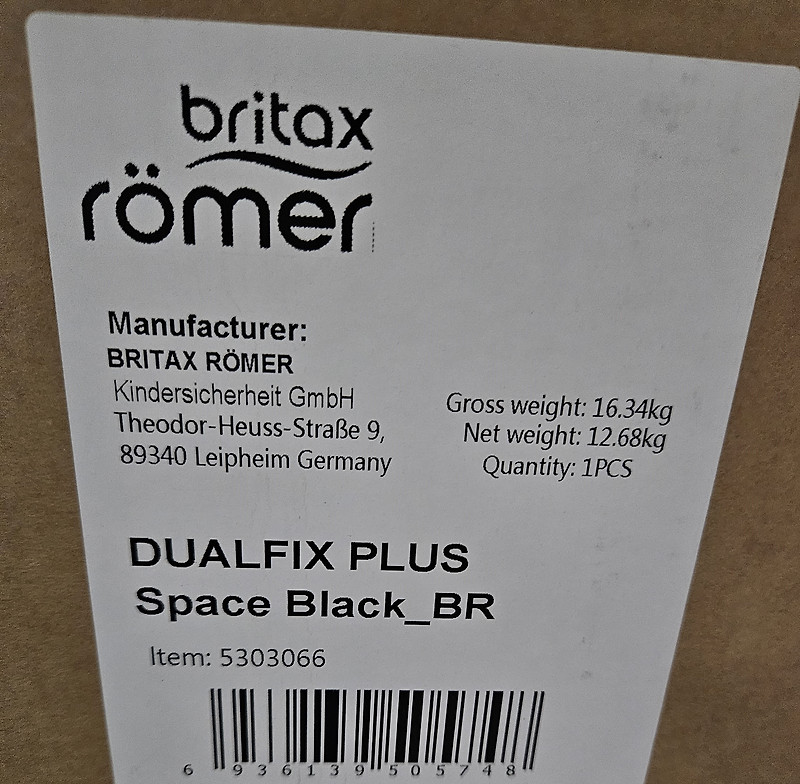 britax
römer
Manufacturer:
BRITAX RÖMER
Kindersicherheit GmbH
Theodor-Heuss-Straße 9,
89340 Leipheim Germany
Gross weight: 16.34kg
Net weight: 12.68kg
Quantity: 1PCS
DUALFIX PLUS
Space Black_BR
Item: 5303066
6 936139 505748